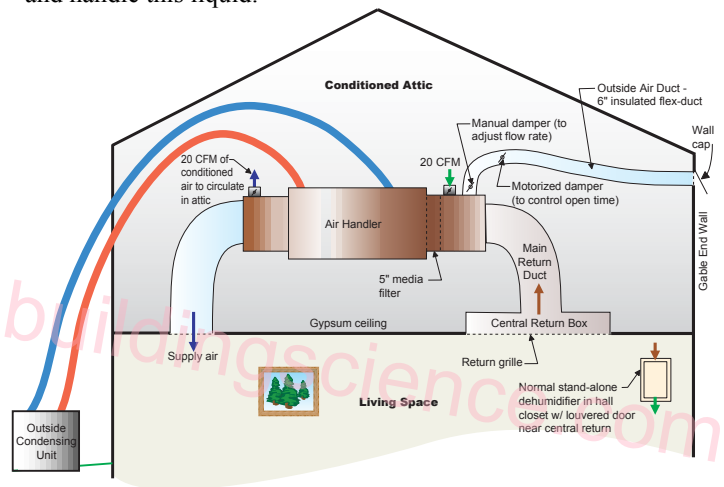 and handle this liquid.
Conditioned Attic
Outside Air Duct -
6" insulated flex-duct
Manual damper (to
adjust flow rate)
Wall
cap
20 CFM of
conditioned
air to circulate
in attic
20 CFM
Motorized damper
(to control open time)
Air Handler
Gable End Wall
Main
Return
Duct
5" media
filter
Gypsum ceiling
Central Return Box
Supply air
Return grille
Normal stand-alone
dehumidifier in hall
closet w/ louvered door
near central return
Living Space
Outside
Condensing
Unit
buildingscience.com